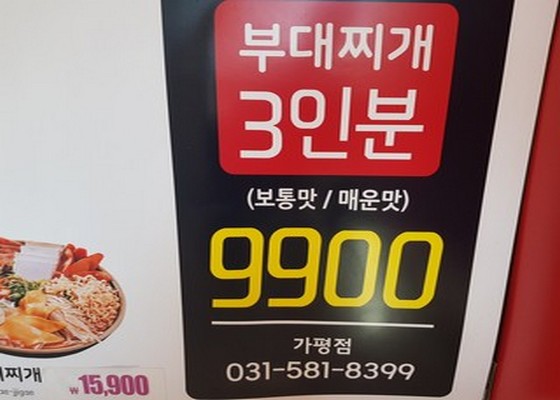 부대찌개
3인분
(보통맛 / 매운맛)
9900
가평점
031-581-8399
찌개
₩15,900